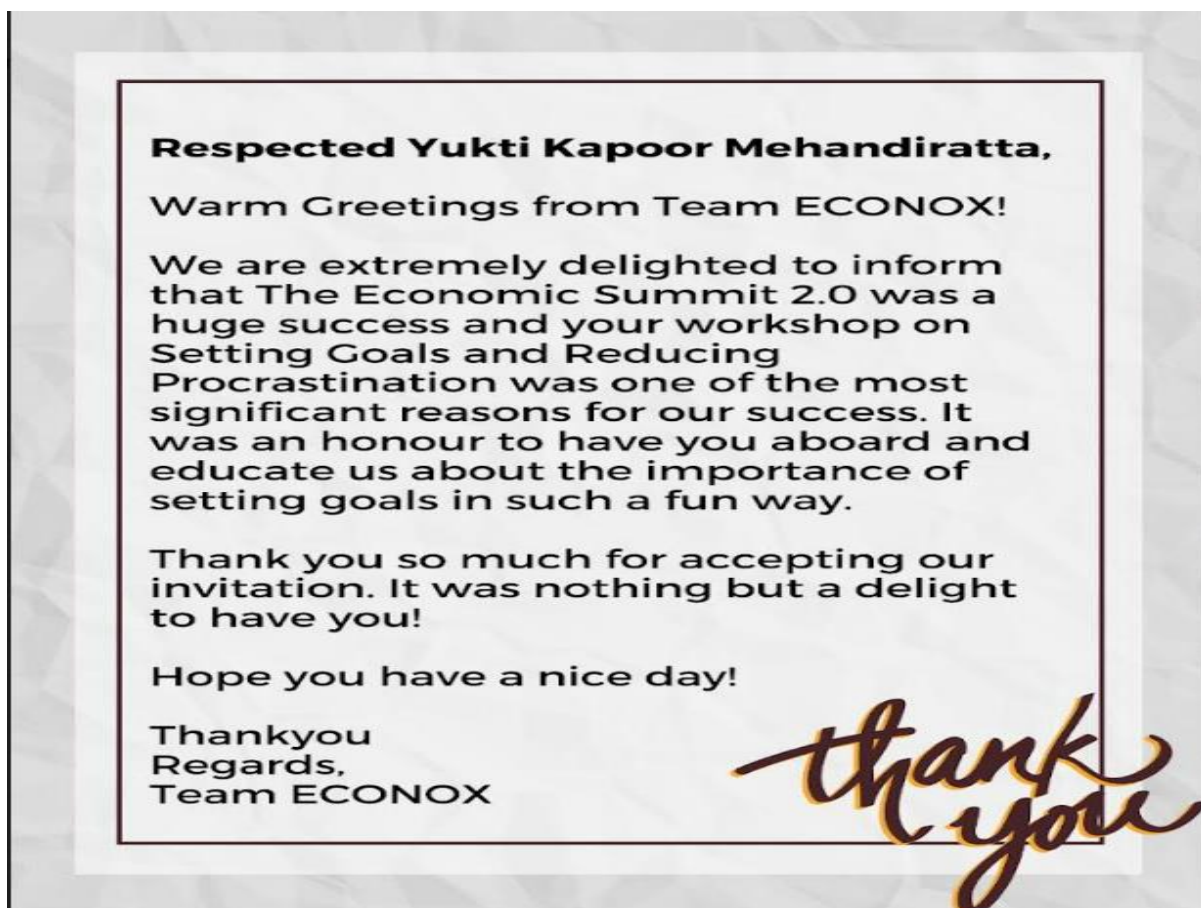 Respected Yukti Kapoor Mehandiratta,
Warm Greetings from Team ECONOX!
We are extremely delighted to inform
that The Economic Summit 2.0 was a
huge success and your workshop on
Setting Goals and Reducing
Procrastination was one of the most
significant reasons for our success. It
was an honour to have you aboard and
educate us about the importance of
setting goals in such a fun way.
Thank you so much for accepting our
invitation. It was nothing but a delight
to have you!
Hope you have a nice day!
Thankyou
Regards,
Team ECONOX
thank
you